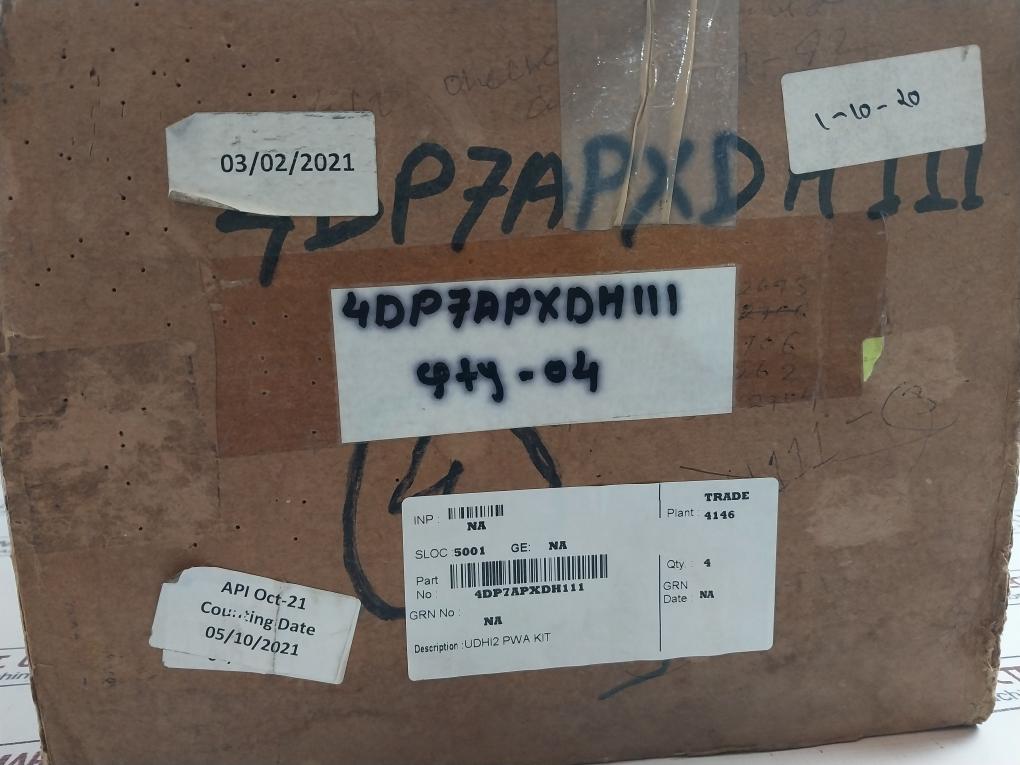 1-10-20
03/02/2021
4DP7APXDH111
4DP7APXDH111
qty - 04
4
INP :
NA
SLOC : 5001 GE: NA
Part No :
4DP7APXDH111
GRN No :
NA
Description : UDHI2 PWA KIT
TRADE
Plant : 4146
Qty. : 4
GRN Date : NA
API Oct-21
Counting Date
05/10/2021